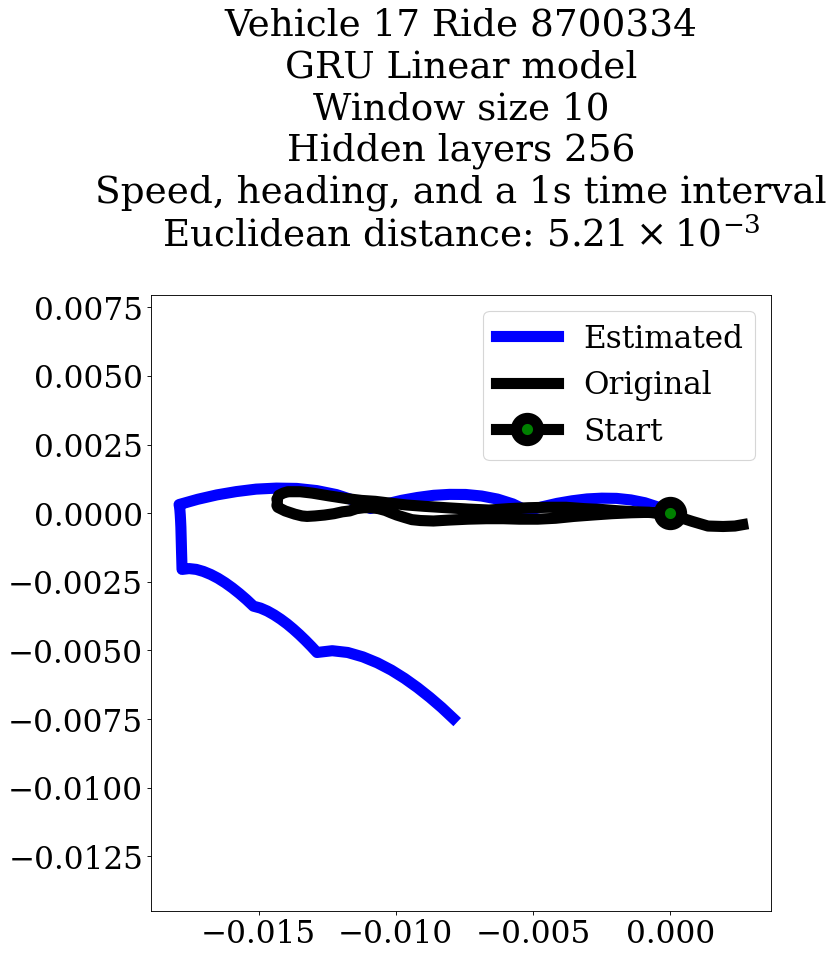 Vehicle 17 Ride 8700334
GRU Linear model
Window size 10
Hidden layers 256
Speed, heading, and a 1s time interval
Euclidean distance: 5.21 × 10⁻³
Estimated
Original
Start
0.0075
0.0050
0.0025
0.0000
−0.0025
−0.0050
−0.0075
−0.0100
−0.0125
−0.015 −0.010 −0.005 0.000